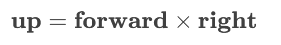 up = forward × right